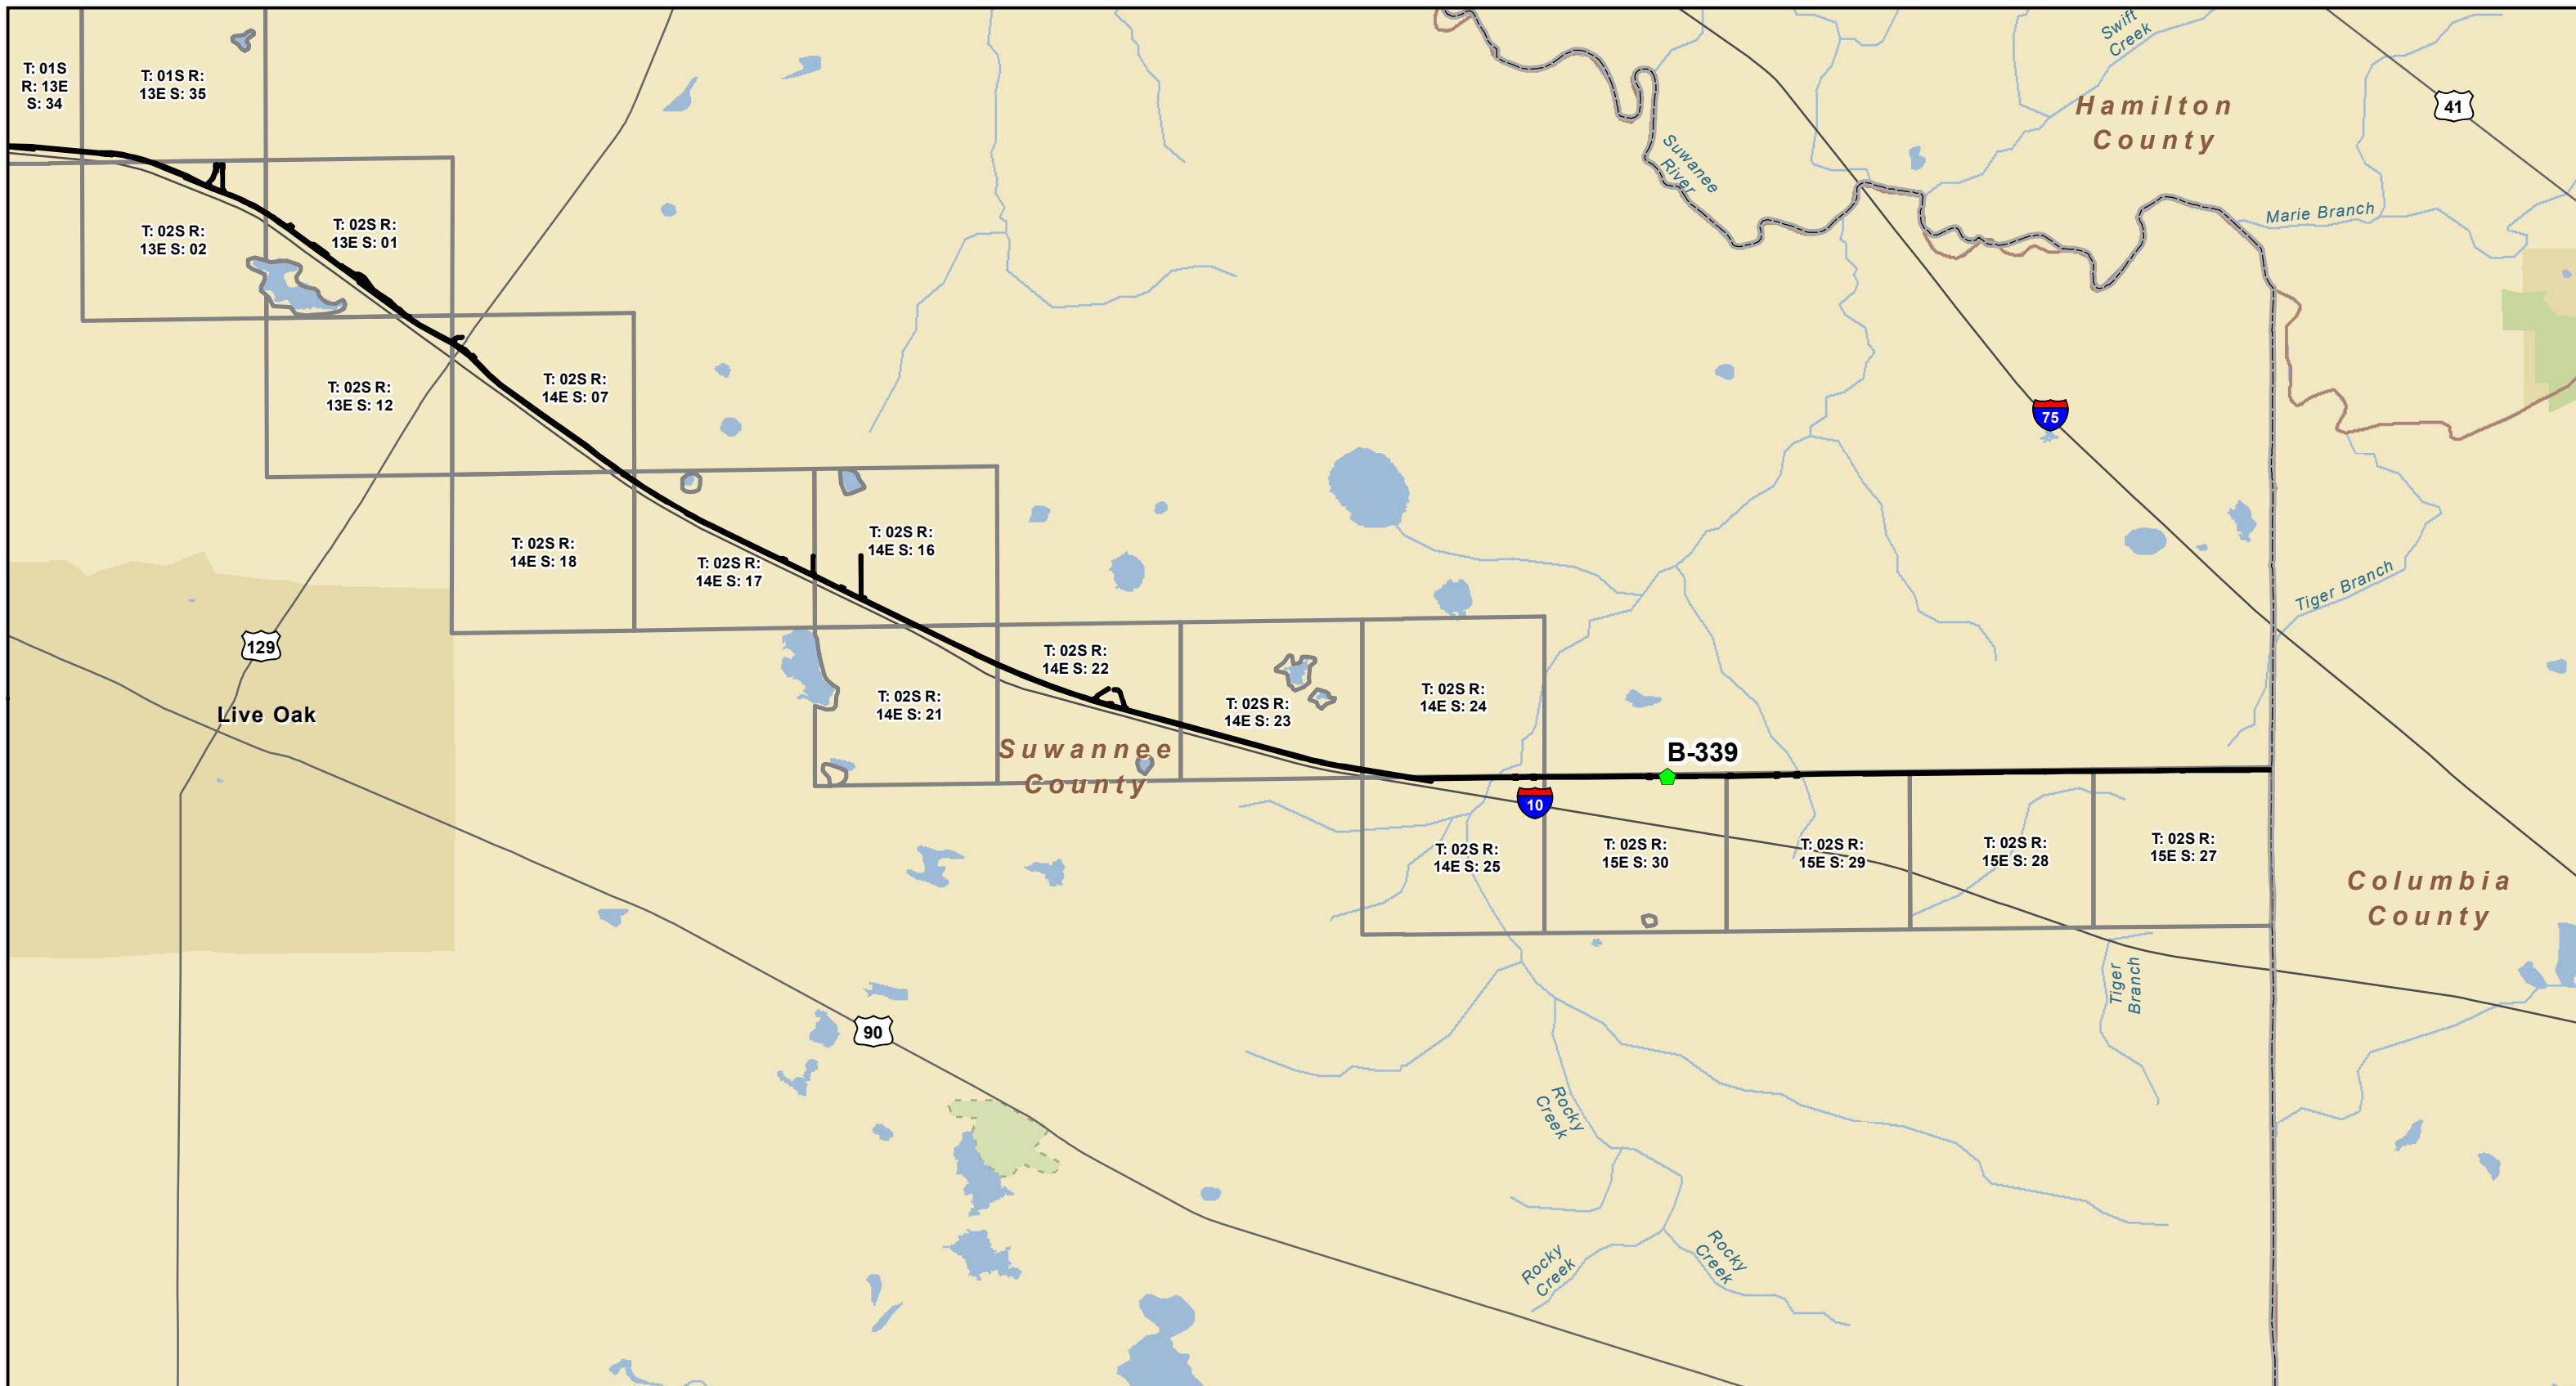 T: 01S
R: 13E
S: 34
T: 01S R:
13E S: 35
Swift
Creek
Hamilton
County
41
Suwanee
River
Marie Branch
T: 02S R:
13E S: 02
T: 02S R:
13E S: 01
T: 02S R:
13E S: 12
T: 02S R:
14E S: 07
75
T: 02S R:
14E S: 18
T: 02S R:
14E S: 17
T: 02S R:
14E S: 16
Tiger Branch
129
Live Oak
T: 02S R:
14E S: 21
T: 02S R:
14E S: 22
T: 02S R:
14E S: 23
T: 02S R:
14E S: 24
Suwannee
County
B-339
10
T: 02S R:
14E S: 25
T: 02S R:
15E S: 30
T: 02S R:
15E S: 29
T: 02S R:
15E S: 28
T: 02S R:
15E S: 27
Columbia
County
Tiger
Branch
90
Rocky
Creek
Rocky
Creek
Rocky
Creek